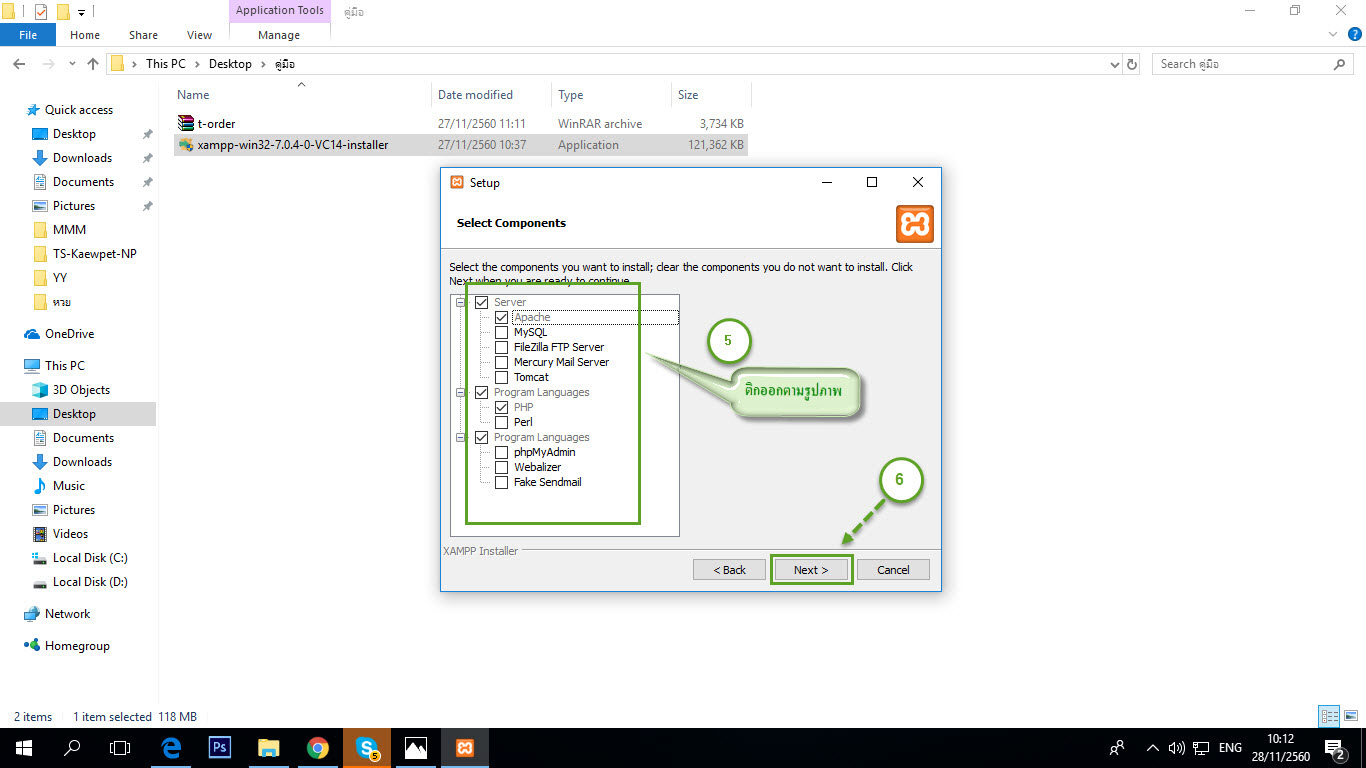 Application Tools
คู่มือ
File
Home
Share
View
Manage
This PC
Desktop
คู่มือ
Search คู่มือ
Name
Date modified
Type
Size
t-order
27/11/2560 11:11
WinRAR archive
3,734 KB
xampp-win32-7.0.4-0-VC14-installer
27/11/2560 10:37
Application
121,362 KB
Quick access
Desktop
Downloads
Documents
Pictures
MMM
TS-Kaewpet-NP
YY
หวย
OneDrive
This PC
3D Objects
Desktop
Documents
Downloads
Music
Pictures
Videos
Local Disk (C:)
Local Disk (D:)
Network
Homegroup
Setup
Select Components
Select the components you want to install; clear the components you do not want to install. Click
Next when you are ready to continue.
Server
Apache
MySQL
FileZilla FTP Server
Mercury Mail Server
Tomcat
Program Languages
PHP
Perl
Program Languages
phpMyAdmin
Webalizer
Fake Sendmail
5
ติกออกตามรูปภาพ
6
XAMPP Installer
< Back
Next >
Cancel
2 items
1 item selected 118 MB
Ps
5
ENG
10:12
28/11/2560
2